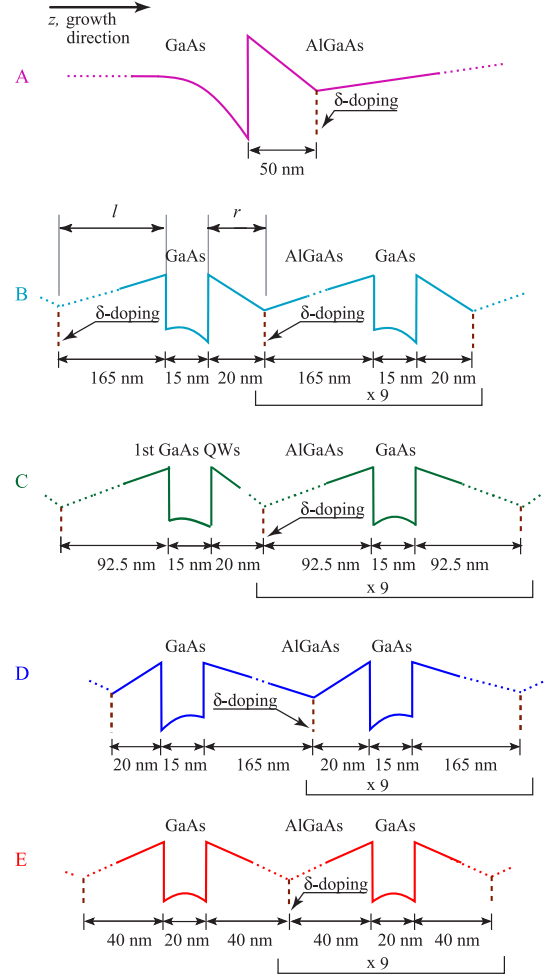 z, growth
direction
GaAs AlGaAs
A
δ-doping
50 nm
l r
GaAs AlGaAs GaAs
B
δ-doping δ-doping
165 nm 15 nm 20 nm 165 nm 15 nm 20 nm
x 9
1st GaAs QWs AlGaAs GaAs
C
δ-doping
92.5 nm 15 nm 20 nm 92.5 nm 15 nm 92.5 nm
x 9
GaAs AlGaAs GaAs
D
δ-doping
20 nm 15 nm 165 nm 20 nm 15 nm 165 nm
x 9
GaAs AlGaAs GaAs
E
δ-doping
40 nm 20 nm 40 nm 40 nm 20 nm 40 nm
x 9